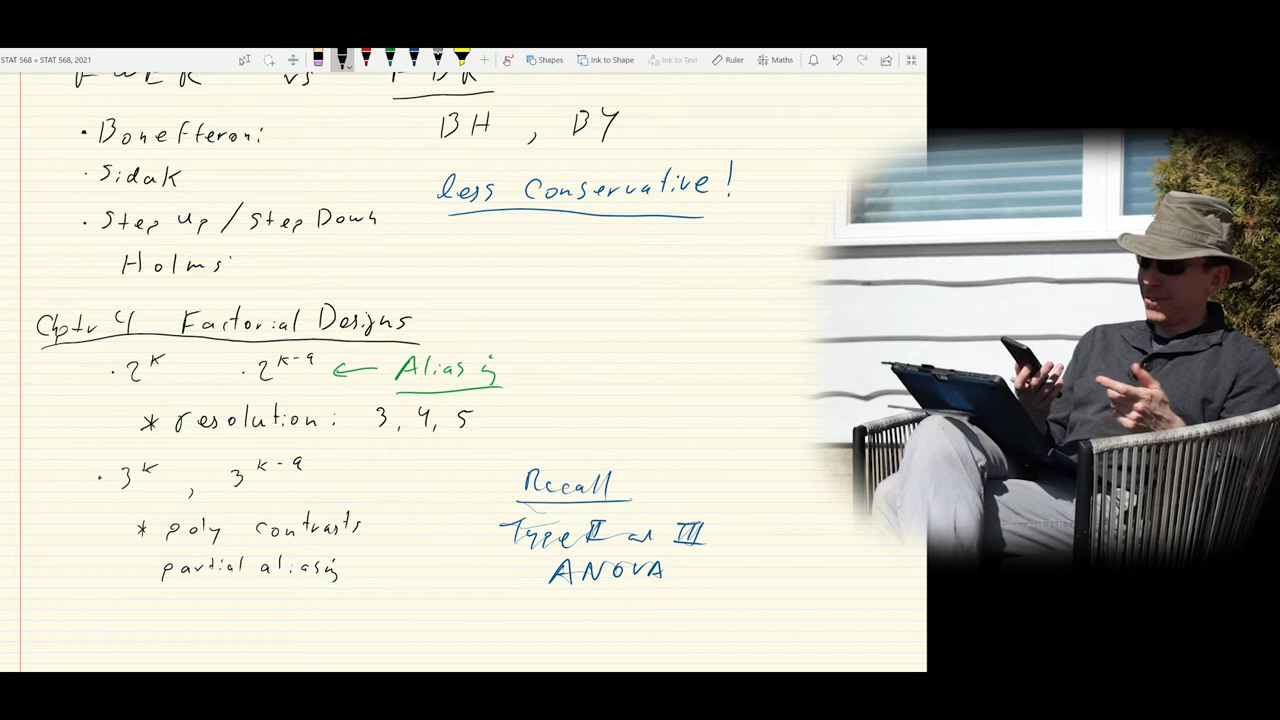 STAT 568 » STAT 568, 2021
Shapes Ink to Shape Ink to Text Ruler Maths
FWER vs FDR
· Bonefferoni
BH , BY
· Sidak
less conservative!
· Step up / Step Down
Holms
Chptr 4 Factorial Designs
· 2^k · 2^k-q ← Aliasing
* resolution: 3, 4, 5
· 3^k , 3^k-q
Recall
* poly contrasts
Type II or III
partial aliasing
ANOVA